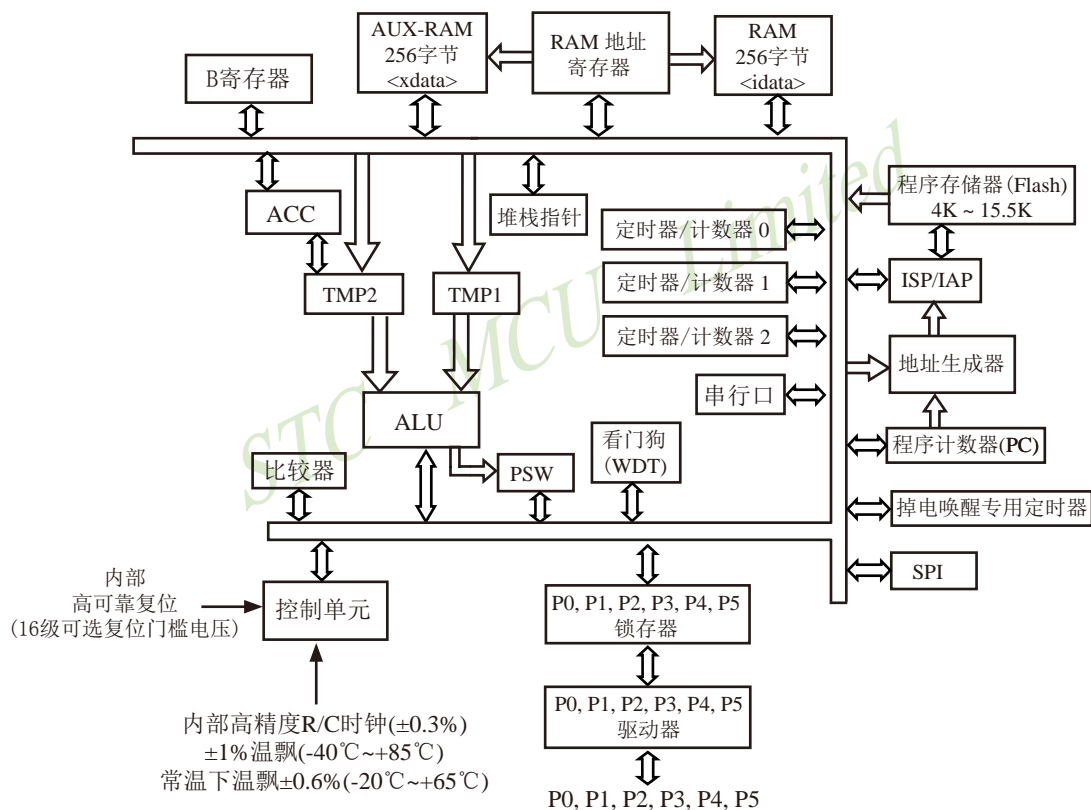 B寄存器
AUX-RAM
256字节
<xdata>
RAM 地址
寄存器
RAM
256字节
<idata>
ACC
堆栈指针
TMP2
TMP1
定时器/计数器 0
定时器/计数器 1
定时器/计数器 2
串行口
程序存储器(Flash)
4K ~ 15.5K
ISP/IAP
地址生成器
程序计数器(PC)
掉电唤醒专用定时器
SPI
ALU
PSW
比较器
看门狗
(WDT)
控制单元
内部
高可靠复位
(16级可选复位门槛电压)
内部高精度R/C时钟(±0.3%)
±1%温飘(-40℃~+85℃)
常温下温飘±0.6%(-20℃~+65℃)
P0, P1, P2, P3, P4, P5
锁存器
P0, P1, P2, P3, P4, P5
驱动器
P0, P1, P2, P3, P4, P5
STC MCU Limited